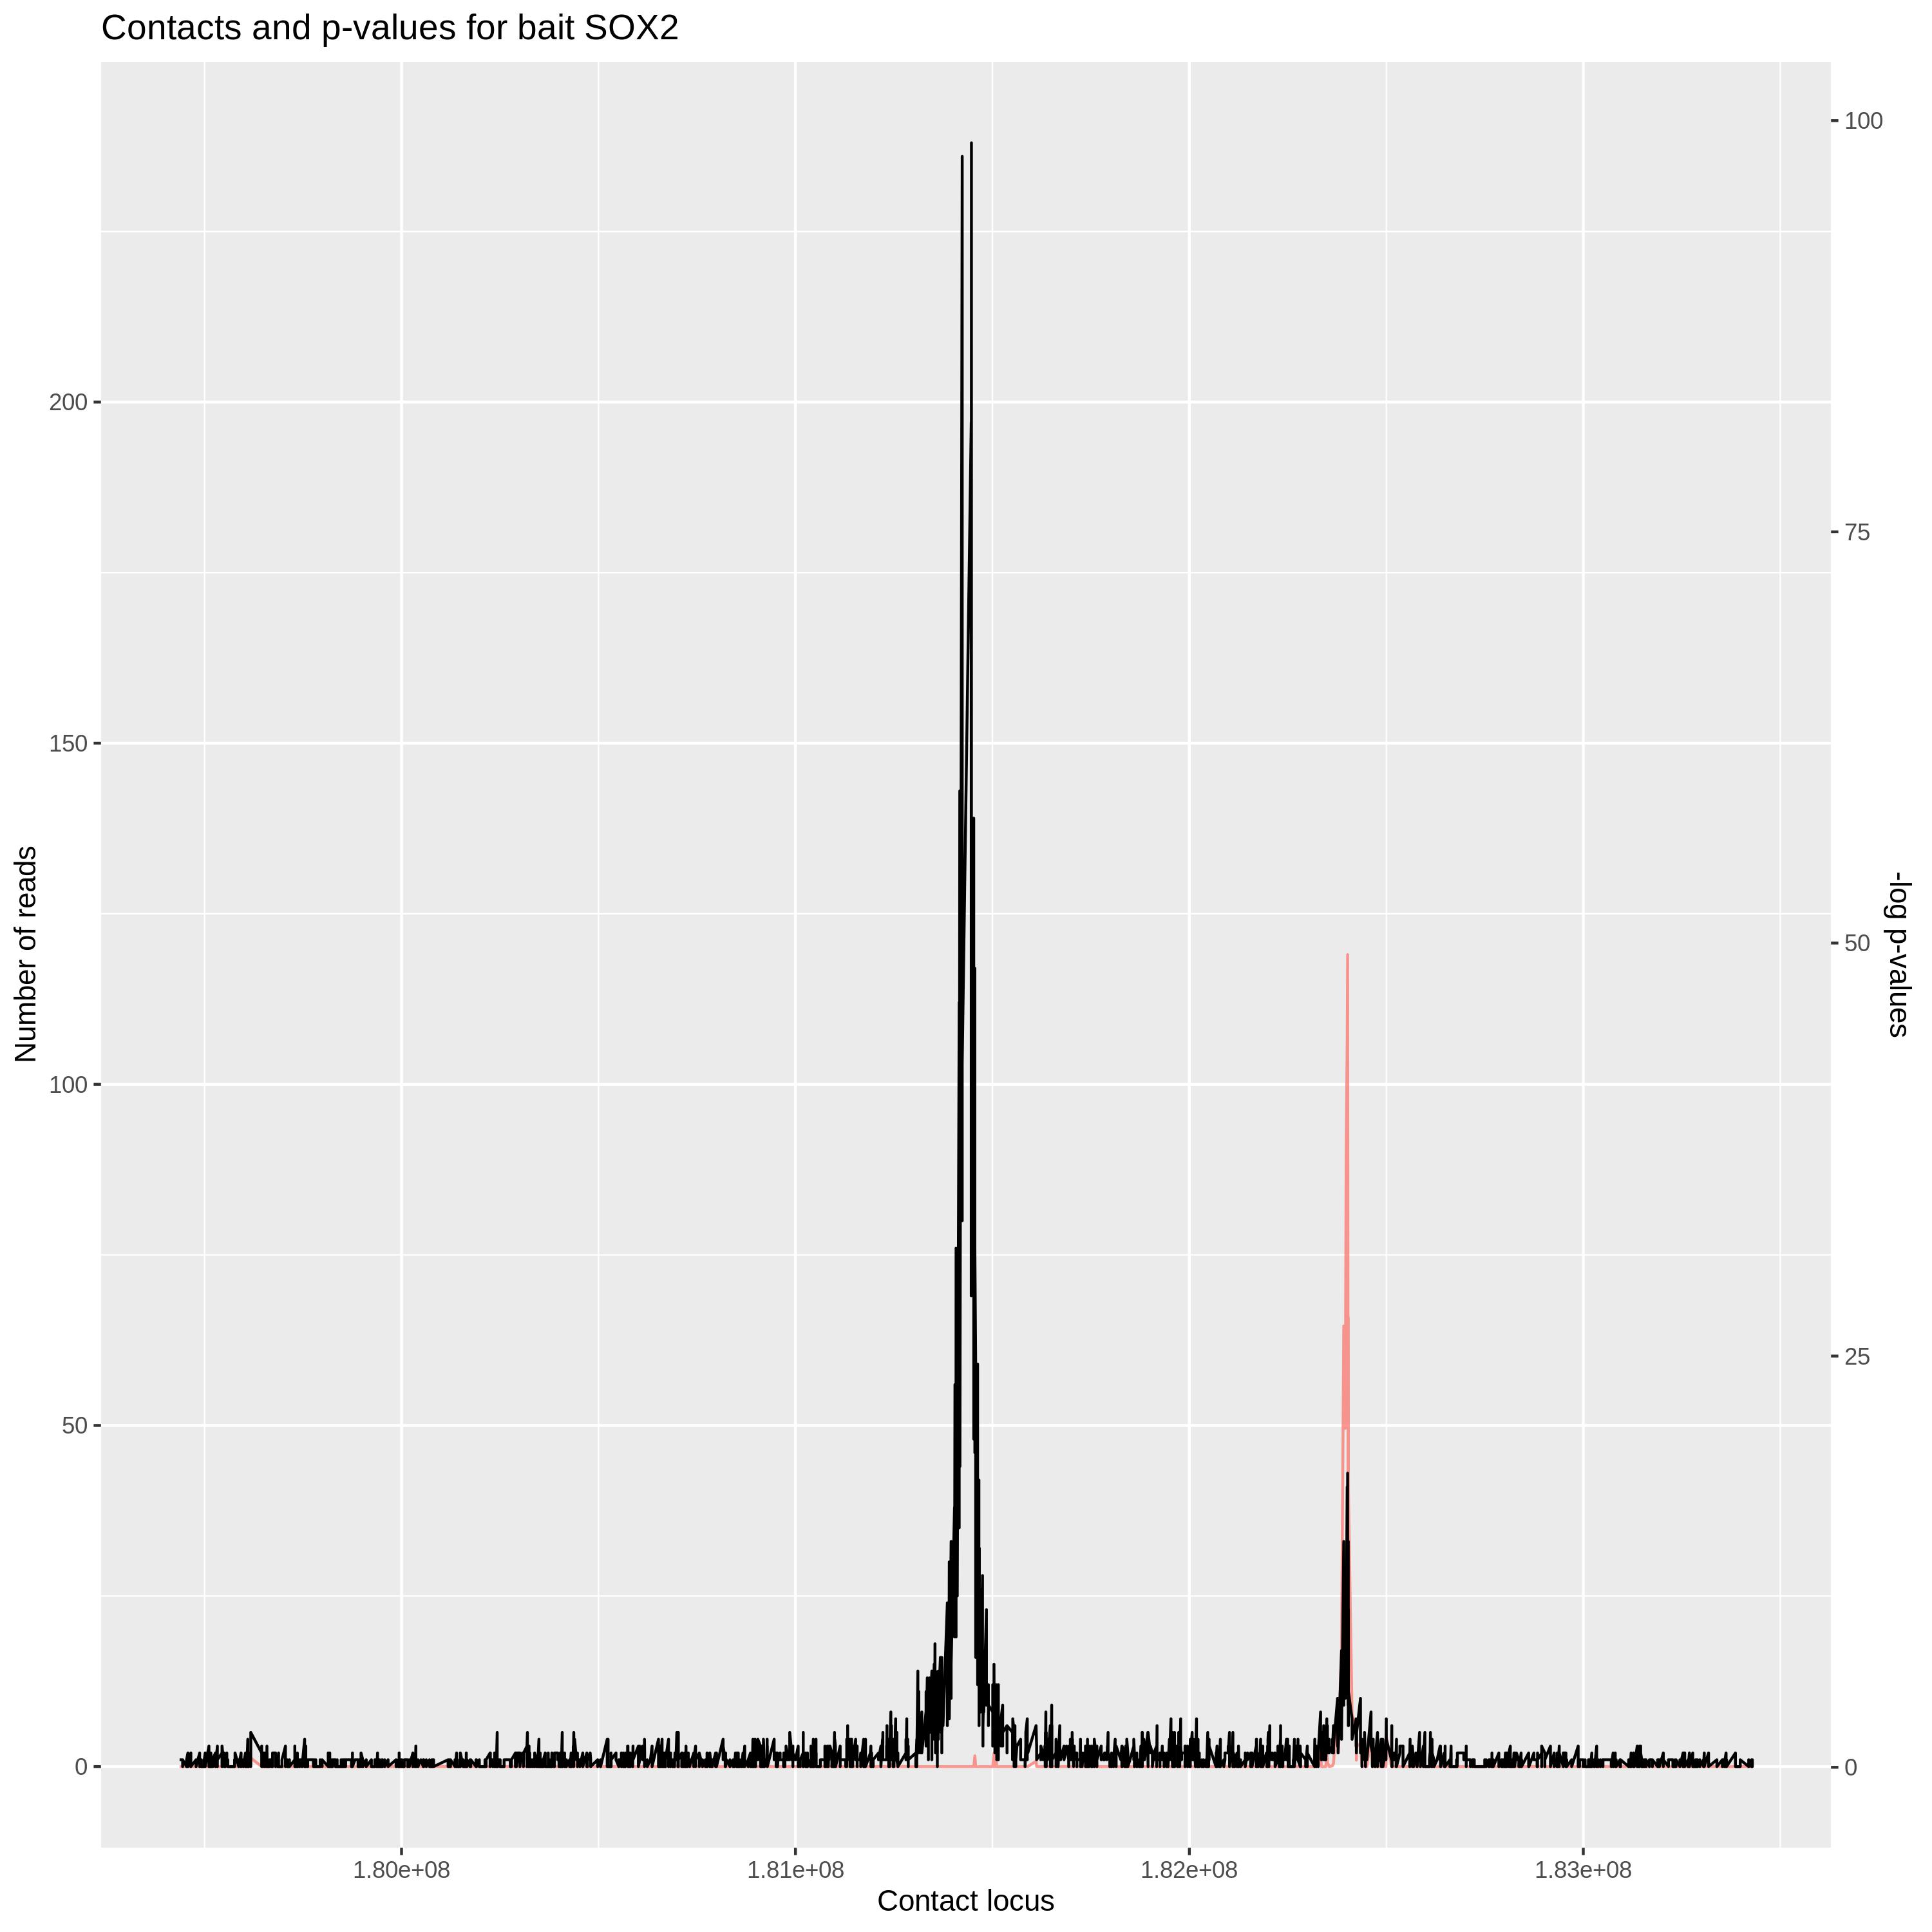 Contacts and p-values for bait SOX2
Number of reads
200
150
100
50
0
100
75
50
25
0
-log p-values
1.80e+08
1.81e+08
1.82e+08
1.83e+08
Contact locus